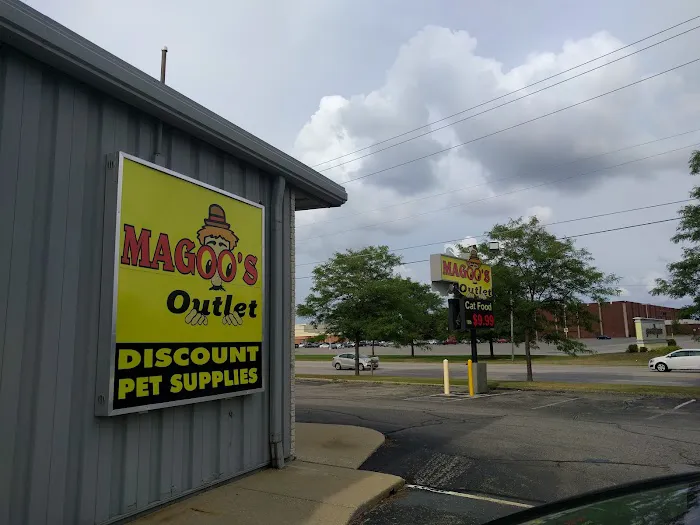 MAGOO'S
Outlet
DISCOUNT
PET SUPPLIES
MAGOO'S
Outlet
Cat Food
$9.99